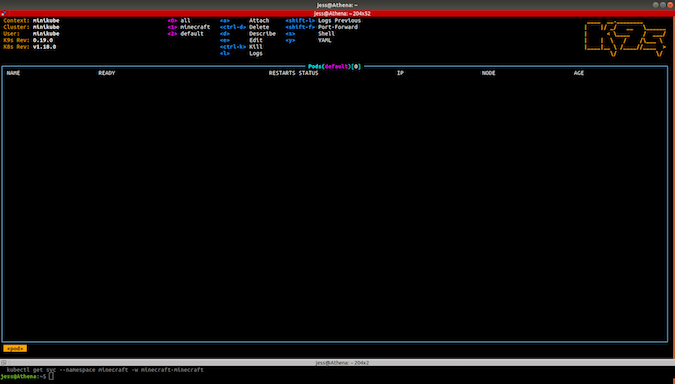 jess@Athena: ~
jess@Athena: ~ 204x52
Context: minikube <0> all <a> Attach <shift-l> Logs Previous
Cluster: minikube <1> minecraft <ctrl-d> Delete <shift-f> Port-Forward
User: minikube <2> default <d> Describe <s> Shell
K9s Rev: 0.19.0 <e> Edit <y> YAML
K8s Rev: v1.18.0 <ctrl-k> Kill
<l> Logs
Pods(default)[0]
NAME READY RESTARTS STATUS IP NODE AGE
<pod>
jess@Athena: ~ 204x2
kubectl get svc --namespace minecraft -w minecraft-minecraft
jess@Athena:~$